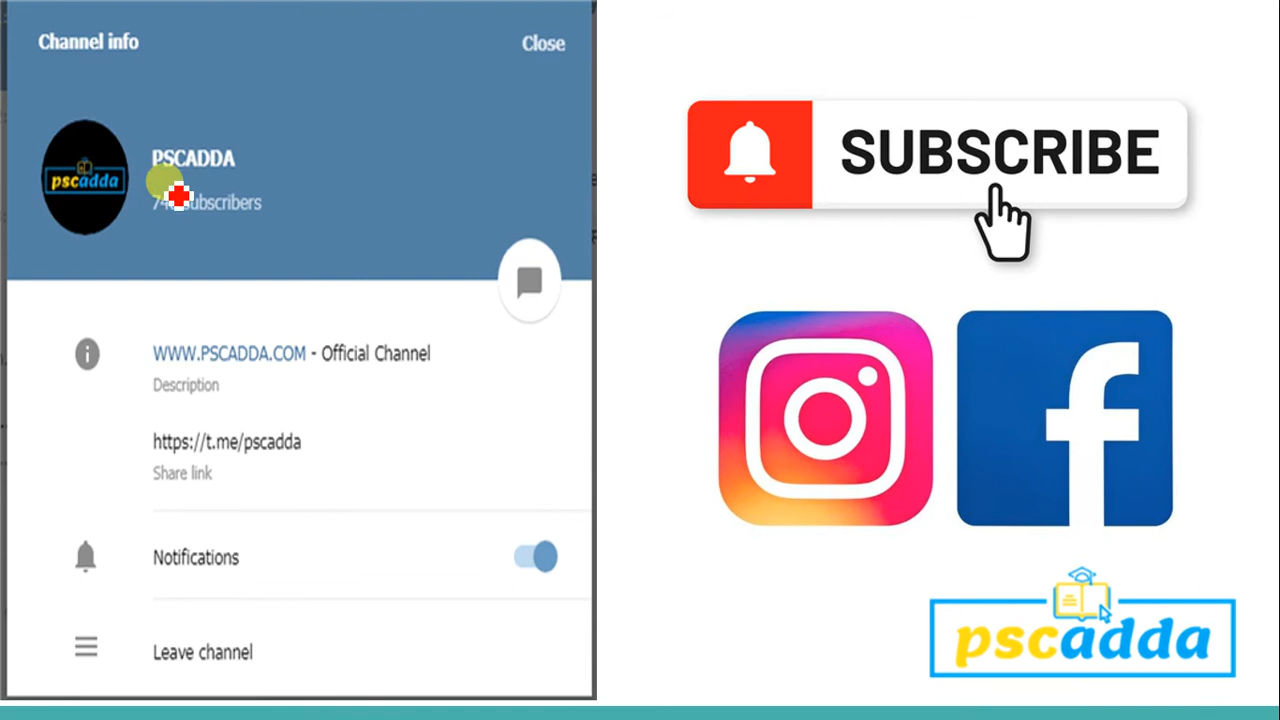 Channel info
Close
pscadda
PSCADDA
subscribers
WWW.PSCADDA.COM - Official Channel
Description
https://t.me/pscadda
Share link
Notifications
Leave channel
SUBSCRIBE
pscadda